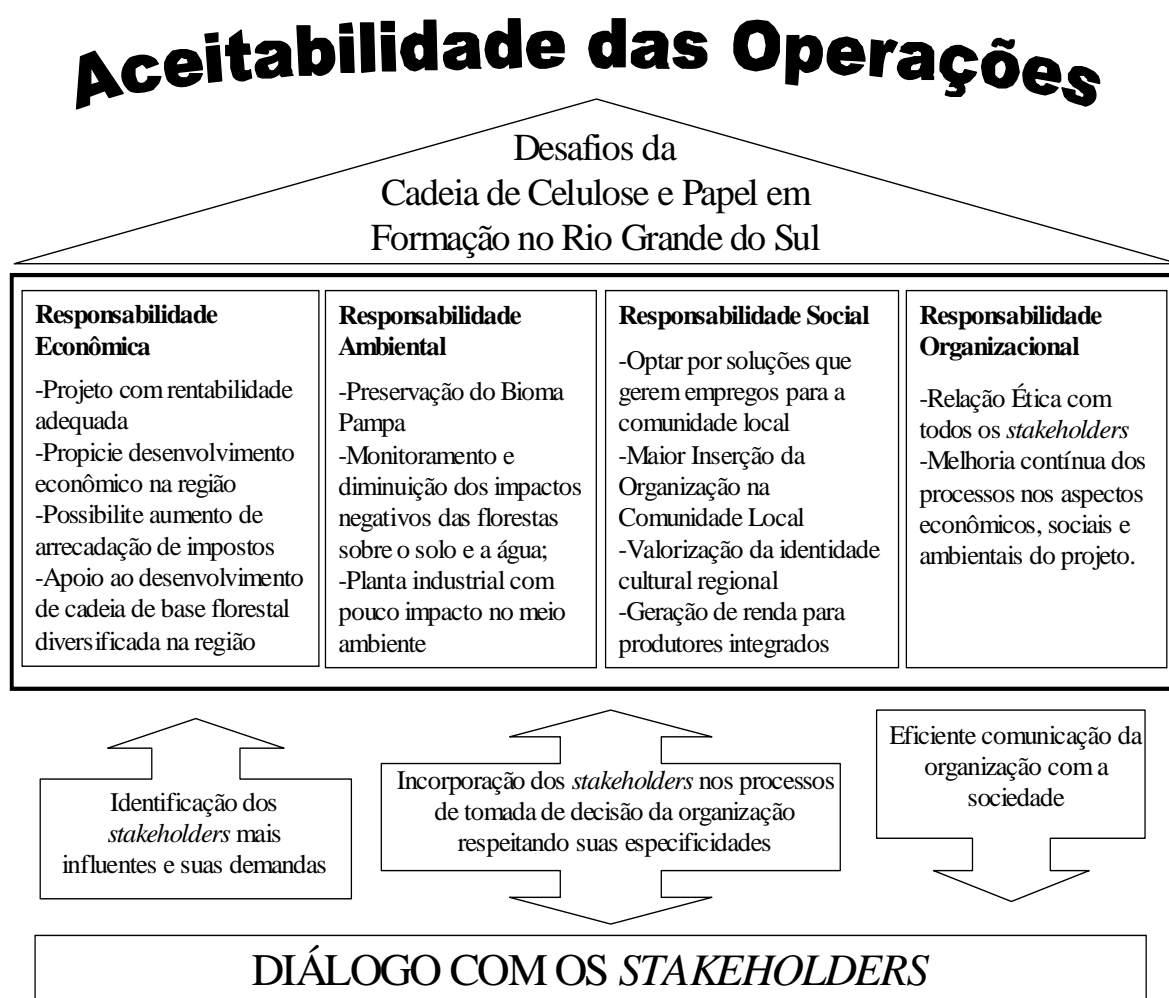 Aceitabilidade das Operações
Desafios da
Cadeia de Celulose e Papel em
Formação no Rio Grande do Sul
Responsabilidade
Econômica
-Projeto com rentabilidade
adequada
-Propicie desenvolvimento
econômico na região
-Possibilite aumento de
arrecadação de impostos
-Apoio ao desenvolvimento
de cadeia de base florestal
diversificada na região
Responsabilidade
Ambiental
-Preservação do Bioma
Pampa
-Monitoramento e
diminuição dos impactos
negativos das florestas
sobre o solo e a água;
-Planta industrial com
pouco impacto no meio
ambiente
Responsabilidade Social
-Optar por soluções que
gerem empregos para a
comunidade local
-Maior Inserção da
Organização na
Comunidade Local
-Valorização da identidade
cultural regional
-Geração de renda para
produtores integrados
Responsabilidade
Organizacional
-Relação Ética com
todos os stakeholders
-Melhoria contínua dos
processos nos aspectos
econômicos, sociais e
ambientais do projeto.
Identificação dos
stakeholders mais
influentes e suas demandas
Incorporação dos stakeholders nos processos
de tomada de decisão da organização
respeitando suas especificidades
Eficiente comunicação da
organização com a
sociedade
DIÁLOGO COM OS STAKEHOLDERS